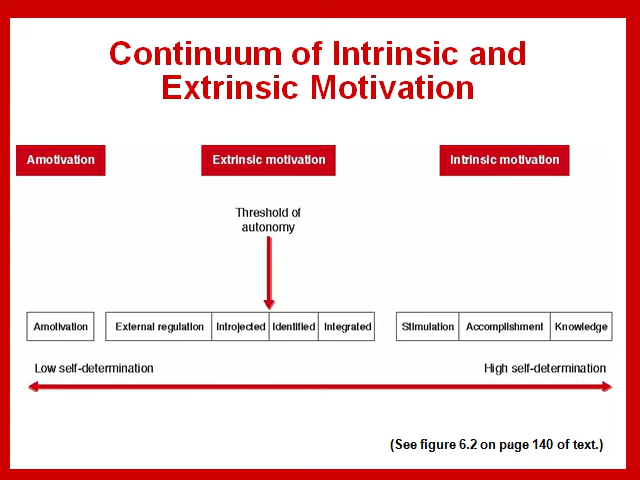 Continuum of Intrinsic and
Extrinsic Motivation
Amotivation
Extrinsic motivation
Intrinsic motivation
Threshold of
autonomy
Amotivation
External regulation
Introjected
Identified
Integrated
Stimulation
Accomplishment
Knowledge
Low self-determination
High self-determination
(See figure 6.2 on page 140 of text.)